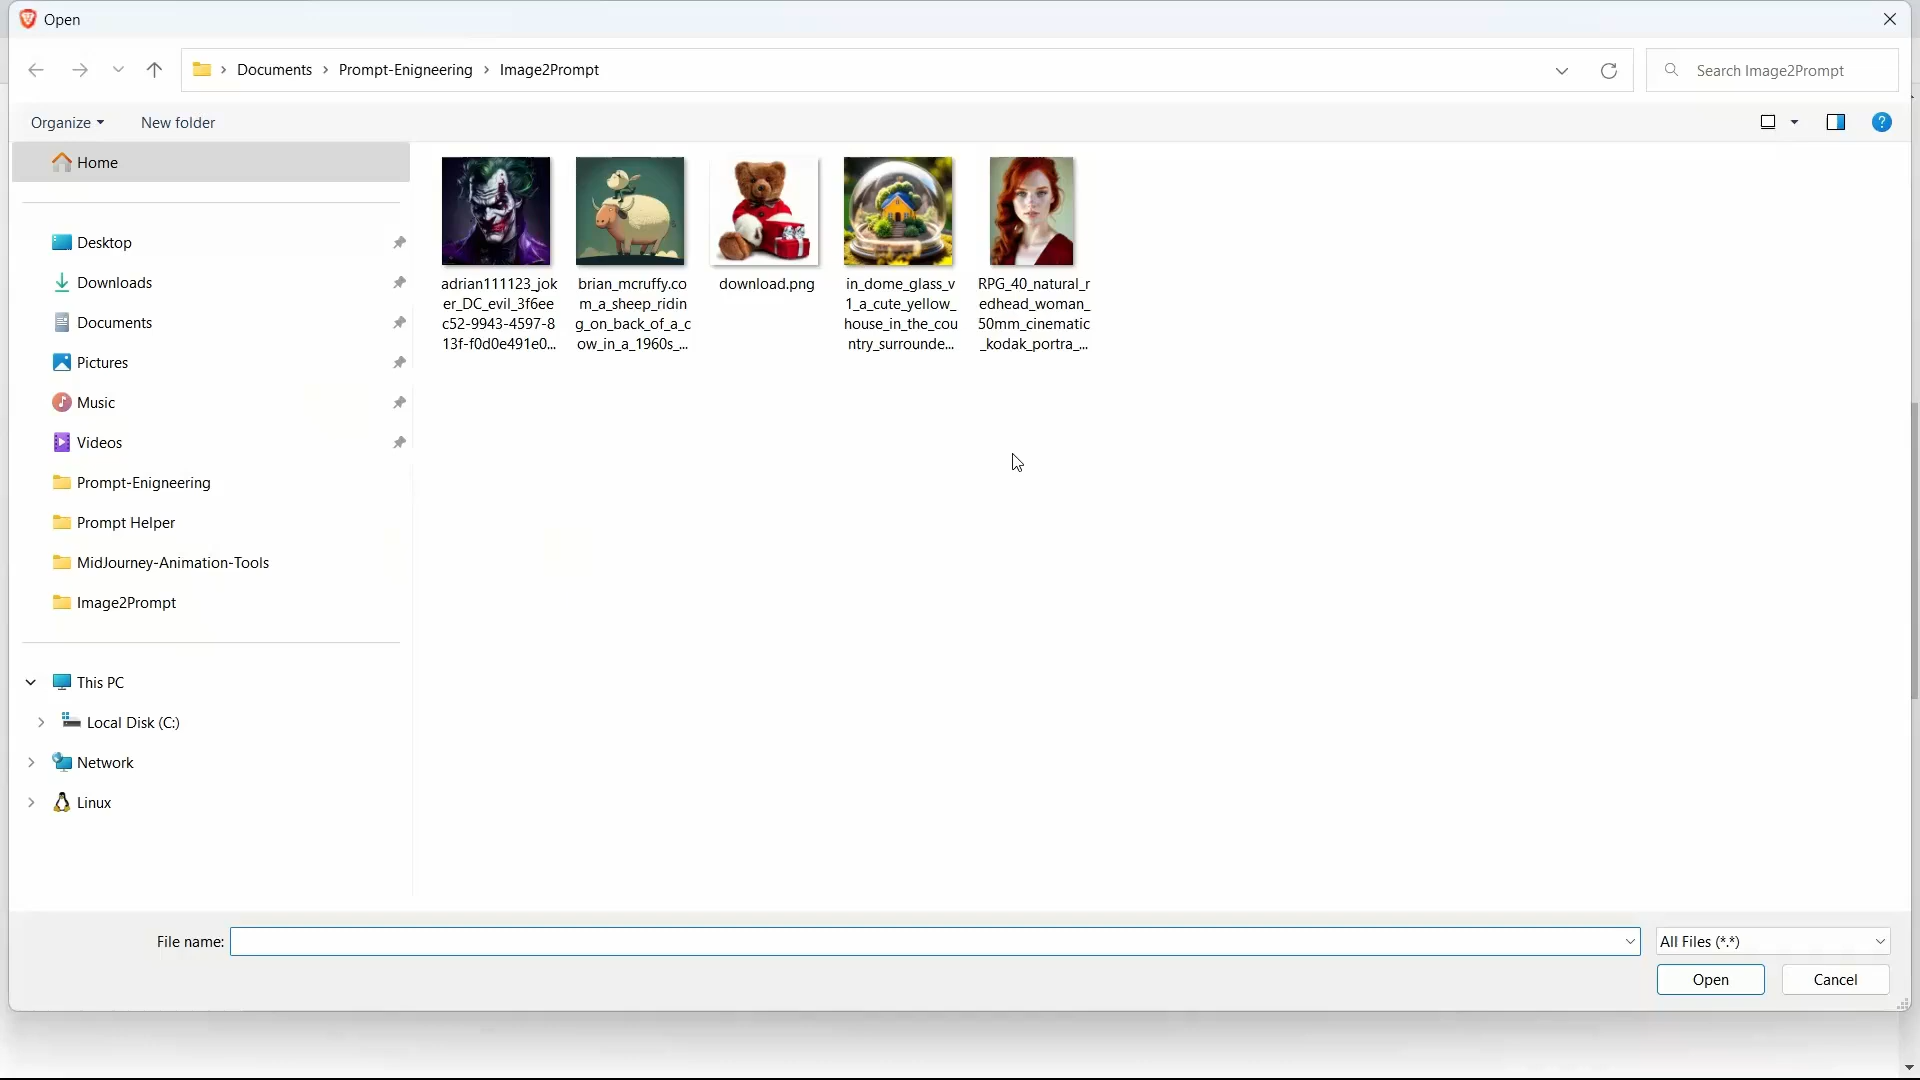 Open
Documents > Prompt-Enigneering > Image2Prompt
Search Image2Prompt
Organize
New folder
Home
Desktop
Downloads
Documents
Pictures
Music
Videos
Prompt-Enigneering
Prompt Helper
MidJourney-Animation-Tools
Image2Prompt
This PC
Local Disk (C:)
Network
Linux
adrian111123_jok
er_DC_evil_3f6ee
c52-9943-4597-8
13f-f0d0e491e0...
brian_mcruffy.co
m_a_sheep_ridin
g_on_back_of_a_c
ow_in_a_1960s_...
download.png
in_dome_glass_v
1_a_cute_yellow_
house_in_the_cou
ntry_surrounde...
RPG_40_natural_r
edhead_woman_
50mm_cinematic
_kodak_portra_...
File name:
All Files (*.*)
Open
Cancel